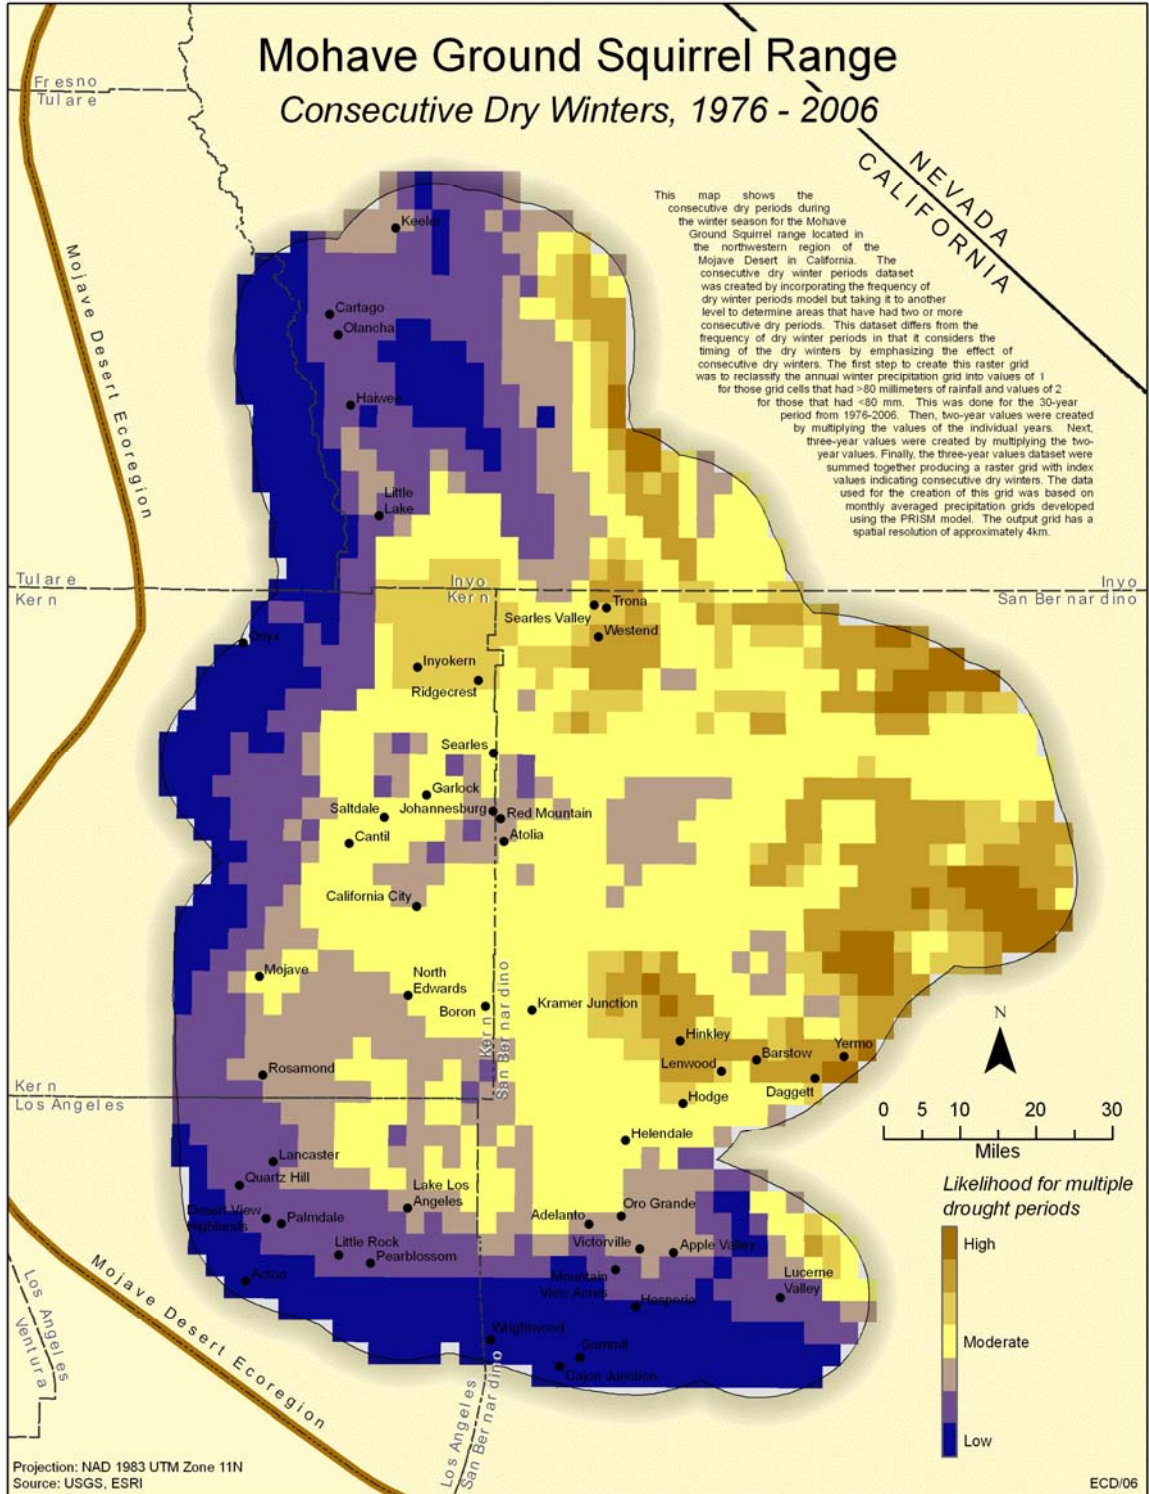 Mohave Ground Squirrel Range
Consecutive Dry Winters, 1976 - 2006
Fresno
Tulare
NEVADA
CALIFORNIA
Mojave Desert Ecoregion
This map shows the
consecutive dry periods during
the winter season for the Mohave
Ground Squirrel range located in
the northwestern region of the
Mojave Desert in California. The
consecutive dry winter periods dataset
was created by incorporating the frequency of
dry winter periods model but taking it to another
level to determine areas that have had two or more
consecutive dry periods. This dataset differs from the
frequency of dry winter periods in that it considers the
timing of the dry winters by emphasizing the effect of
consecutive dry winters. The first step to create this raster grid
was to reclassify the annual winter precipitation grid into values of 1
for those grid cells that had >80 millimeters of rainfall and values of 2
for those that had <80 mm. This was done for the 30-year
period from 1976-2006. Then, two-year values were created
by multiplying the values of the individual years. Next,
three-year values were created by multiplying the two-
year values. Finally, the three-year values dataset were
summed together producing a raster grid with index
values indicating consecutive dry winters. The data
used for the creation of this grid was based on
monthly averaged precipitation grids developed
using the PRISM model. The output grid has a
spatial resolution of approximately 4km.
Keeler
Cartago
Olancha
Haiwee
Little
Lake
Tulare
Kern
Inyo
Kern
Inyo
San Bernardino
Trona
Searles Valley
Westend
Onyx
Inyokern
Ridgecrest
Searles
Garlock
Saltdale
Johannesburg
Red Mountain
Cantil
Atolia
California City
Mojave
North
Edwards
Boron
Kramer Junction
Kern
San Bernardino
Hinkley
Lenwood
Barstow
Yermo
Daggett
Hodge
Rosamond
Kern
Los Angeles
Helendale
Lancaster
Quartz Hill
Lake Los
Angeles
Desert View
Highlands
Palmdale
Adelanto
Oro Grande
Little Rock
Pearblossom
Victorville
Apple Valley
Acton
Mountain
View Acres
Hesperia
Lucerne
Valley
Wrightwood
Summit
Cajon Junction
Los Angeles
San Bernardino
Mojave Desert Ecoregion
Los Angeles
Ventura
N
0 5 10 20 30
Miles
Likelihood for multiple
drought periods
High
Moderate
Low
Projection: NAD 1983 UTM Zone 11N
Source: USGS, ESRI
ECD/06